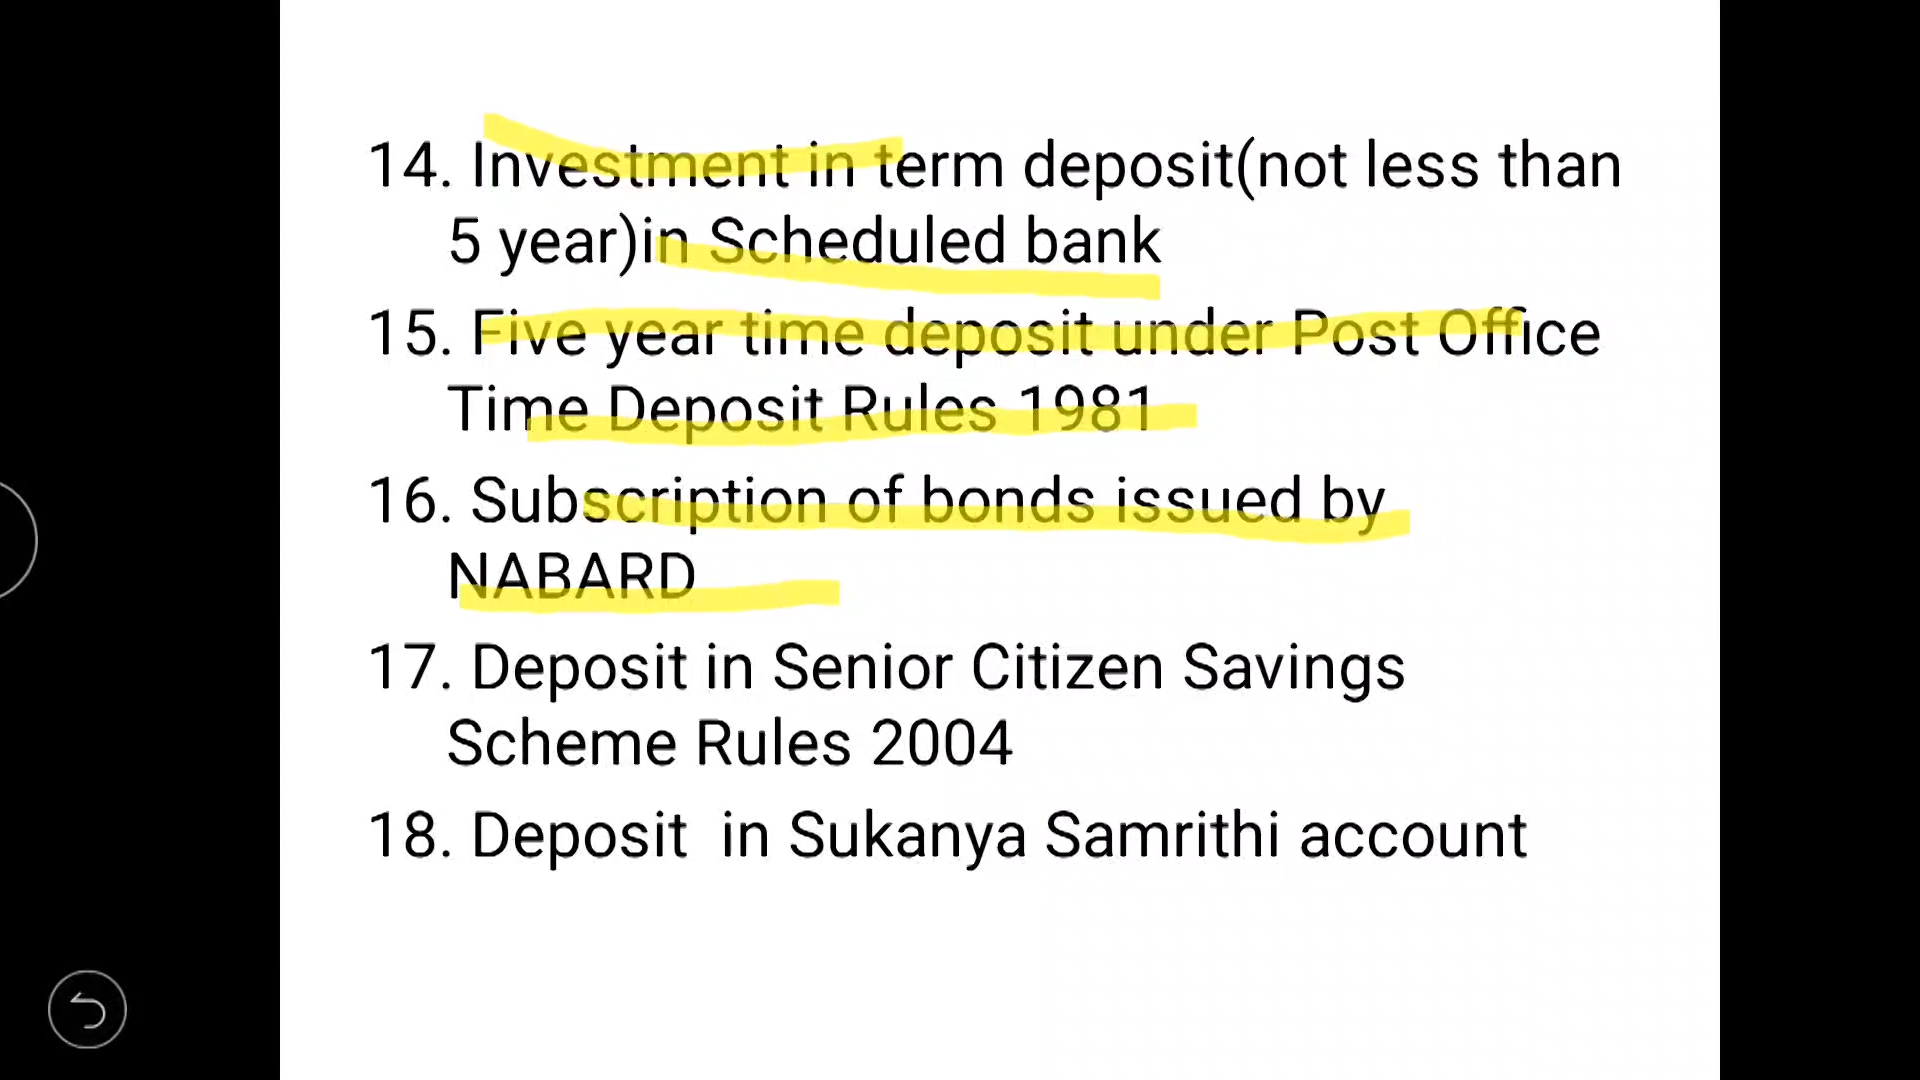 14. Investment in term deposit(not less than
5 year)in Scheduled bank
15. Five year time deposit under Post Office
Time Deposit Rules 1981
16. Subscription of bonds issued by
NABARD
17. Deposit in Senior Citizen Savings
Scheme Rules 2004
18. Deposit  in Sukanya Samrithi account